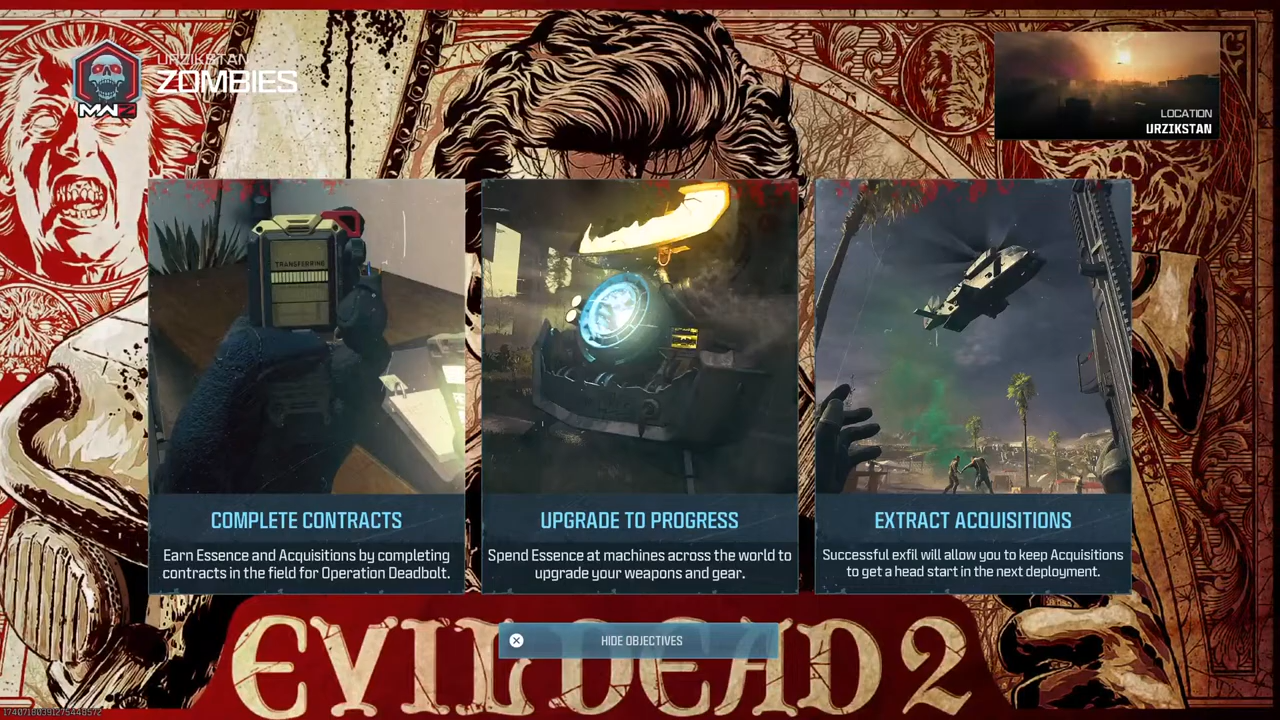 URZIKSTAN
ZOMBIES
MWZ
LOCATION
URZIKSTAN
TRANSFERRING
COMPLETE CONTRACTS
Earn Essence and Acquisitions by completing
contracts in the field for Operation Deadbolt.
UPGRADE TO PROGRESS
Spend Essence at machines across the world to
upgrade your weapons and gear.
EXTRACT ACQUISITIONS
Successful exfil will allow you to keep Acquisitions
to get a head start in the next deployment.
HIDE OBJECTIVES
EVIL DEAD 2